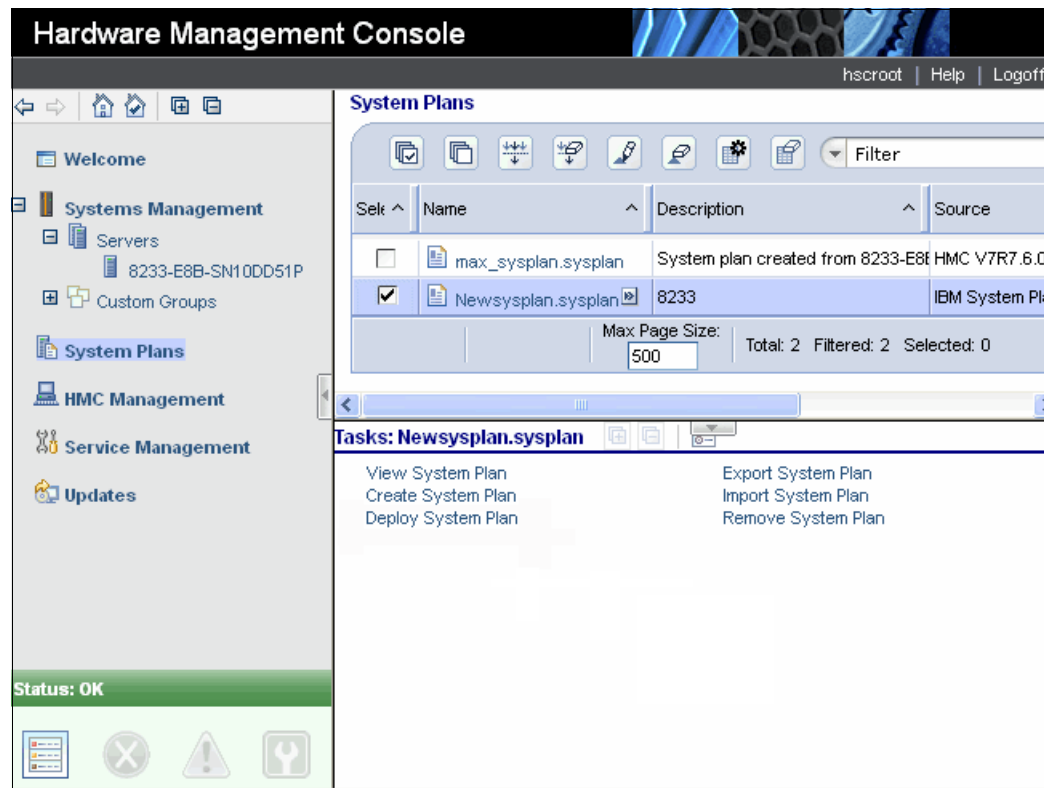 Hardware Management Console
hscroot | Help | Logoff
System Plans
Filter
Welcome
Systems Management
Servers
8233-E8B-SN10DD51P
Custom Groups
System Plans
HMC Management
Service Management
Updates
Status: OK
Name
Description
Source
max_sysplan.sysplan
System plan created from
HMC V7R7.6.0
Newsysplan.sysplan
8233
IBM System
Max Page Size:
500
Total: 2 Filtered: 2 Selected: 0
Tasks: Newsysplan.sysplan
View System Plan
Create System Plan
Deploy System Plan
Export System Plan
Import System Plan
Remove System Plan